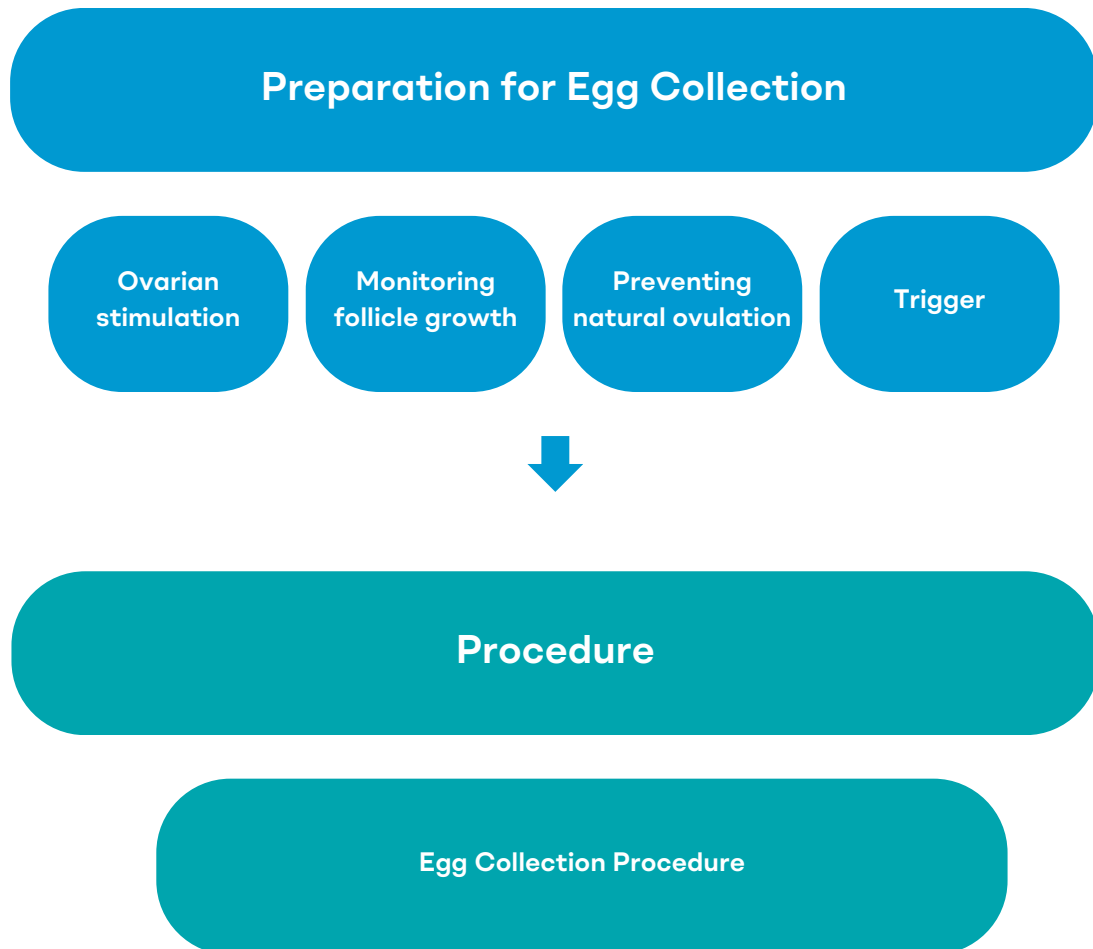 Preparation for Egg Collection
Ovarian
stimulation
Monitoring
follicle growth
Preventing
natural ovulation
Trigger
Procedure
Egg Collection Procedure